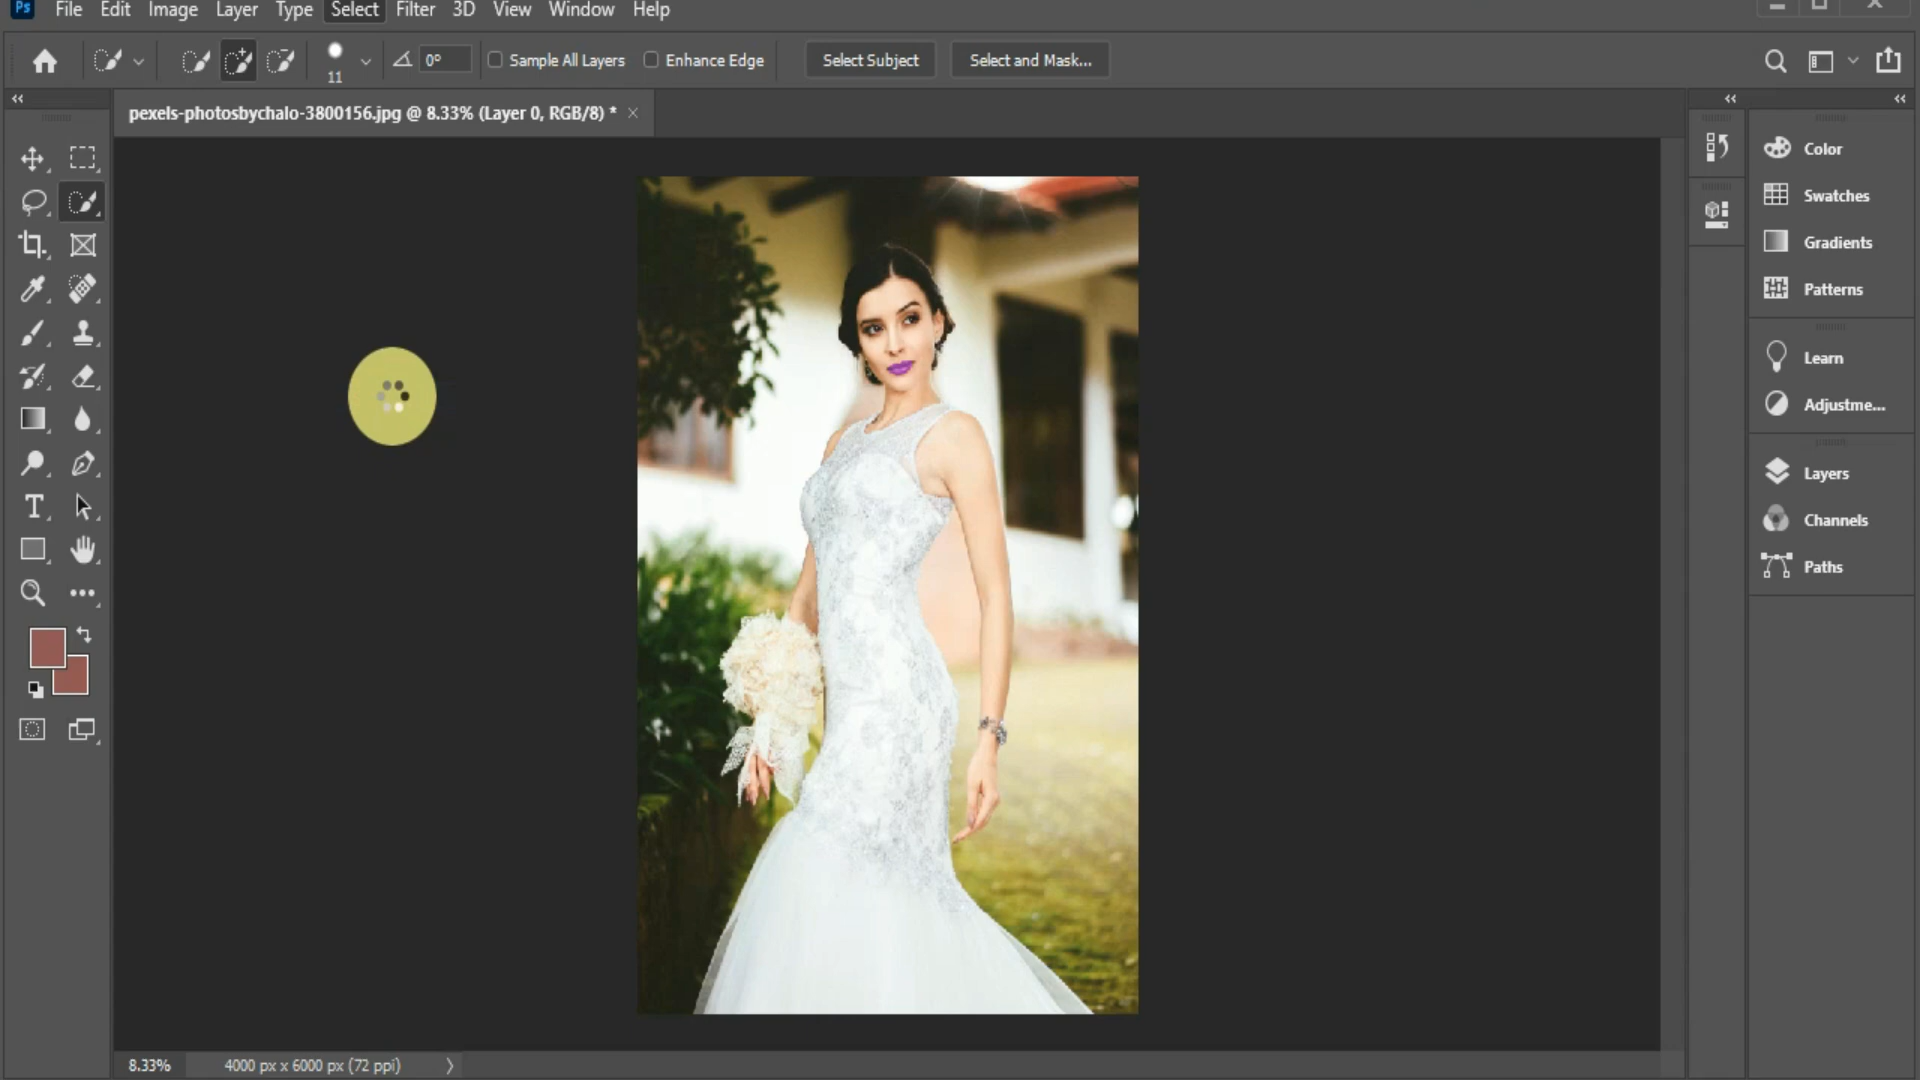 Ps File Edit Image Layer Type Select Filter 3D View Window Help
11 0° Sample All Layers Enhance Edge Select Subject Select and Mask...
pexels-photosbychalo-3800156.jpg @ 8.33% (Layer 0, RGB/8) *
Color
Swatches
Gradients
Patterns
Learn
Adjustme...
Layers
Channels
Paths
8.33% 4000 px x 6000 px (72 ppi)